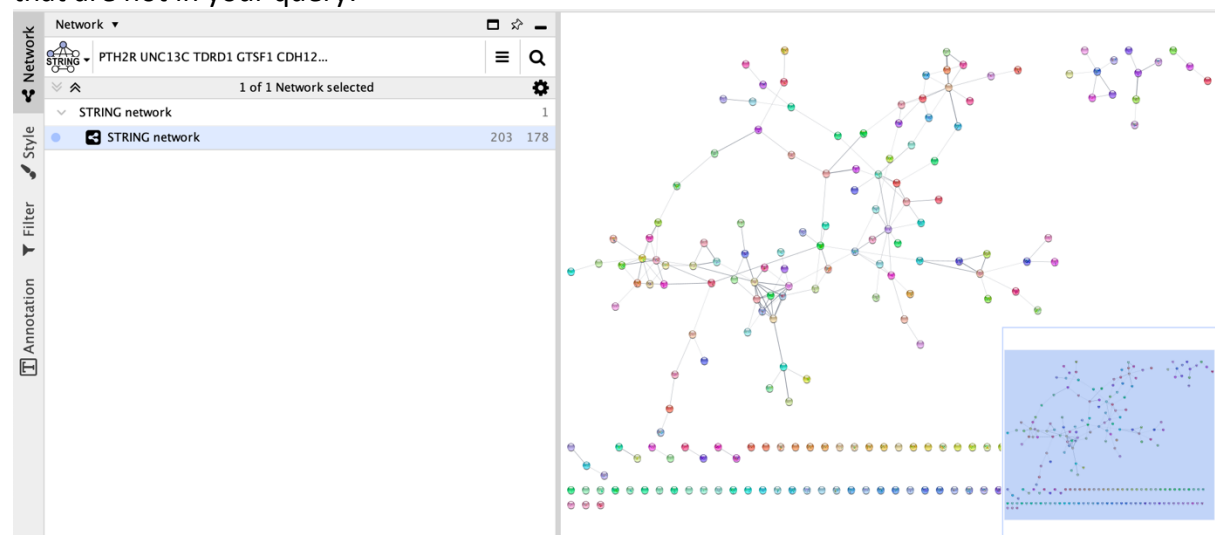 that are not in your query.
Network ▼
STRING PTH2R UNC13C TDRD1 GTSF1 CDH12...
1 of 1 Network selected
STRING network 1
STRING network 203 178
Network
Style
Filter
T Annotation